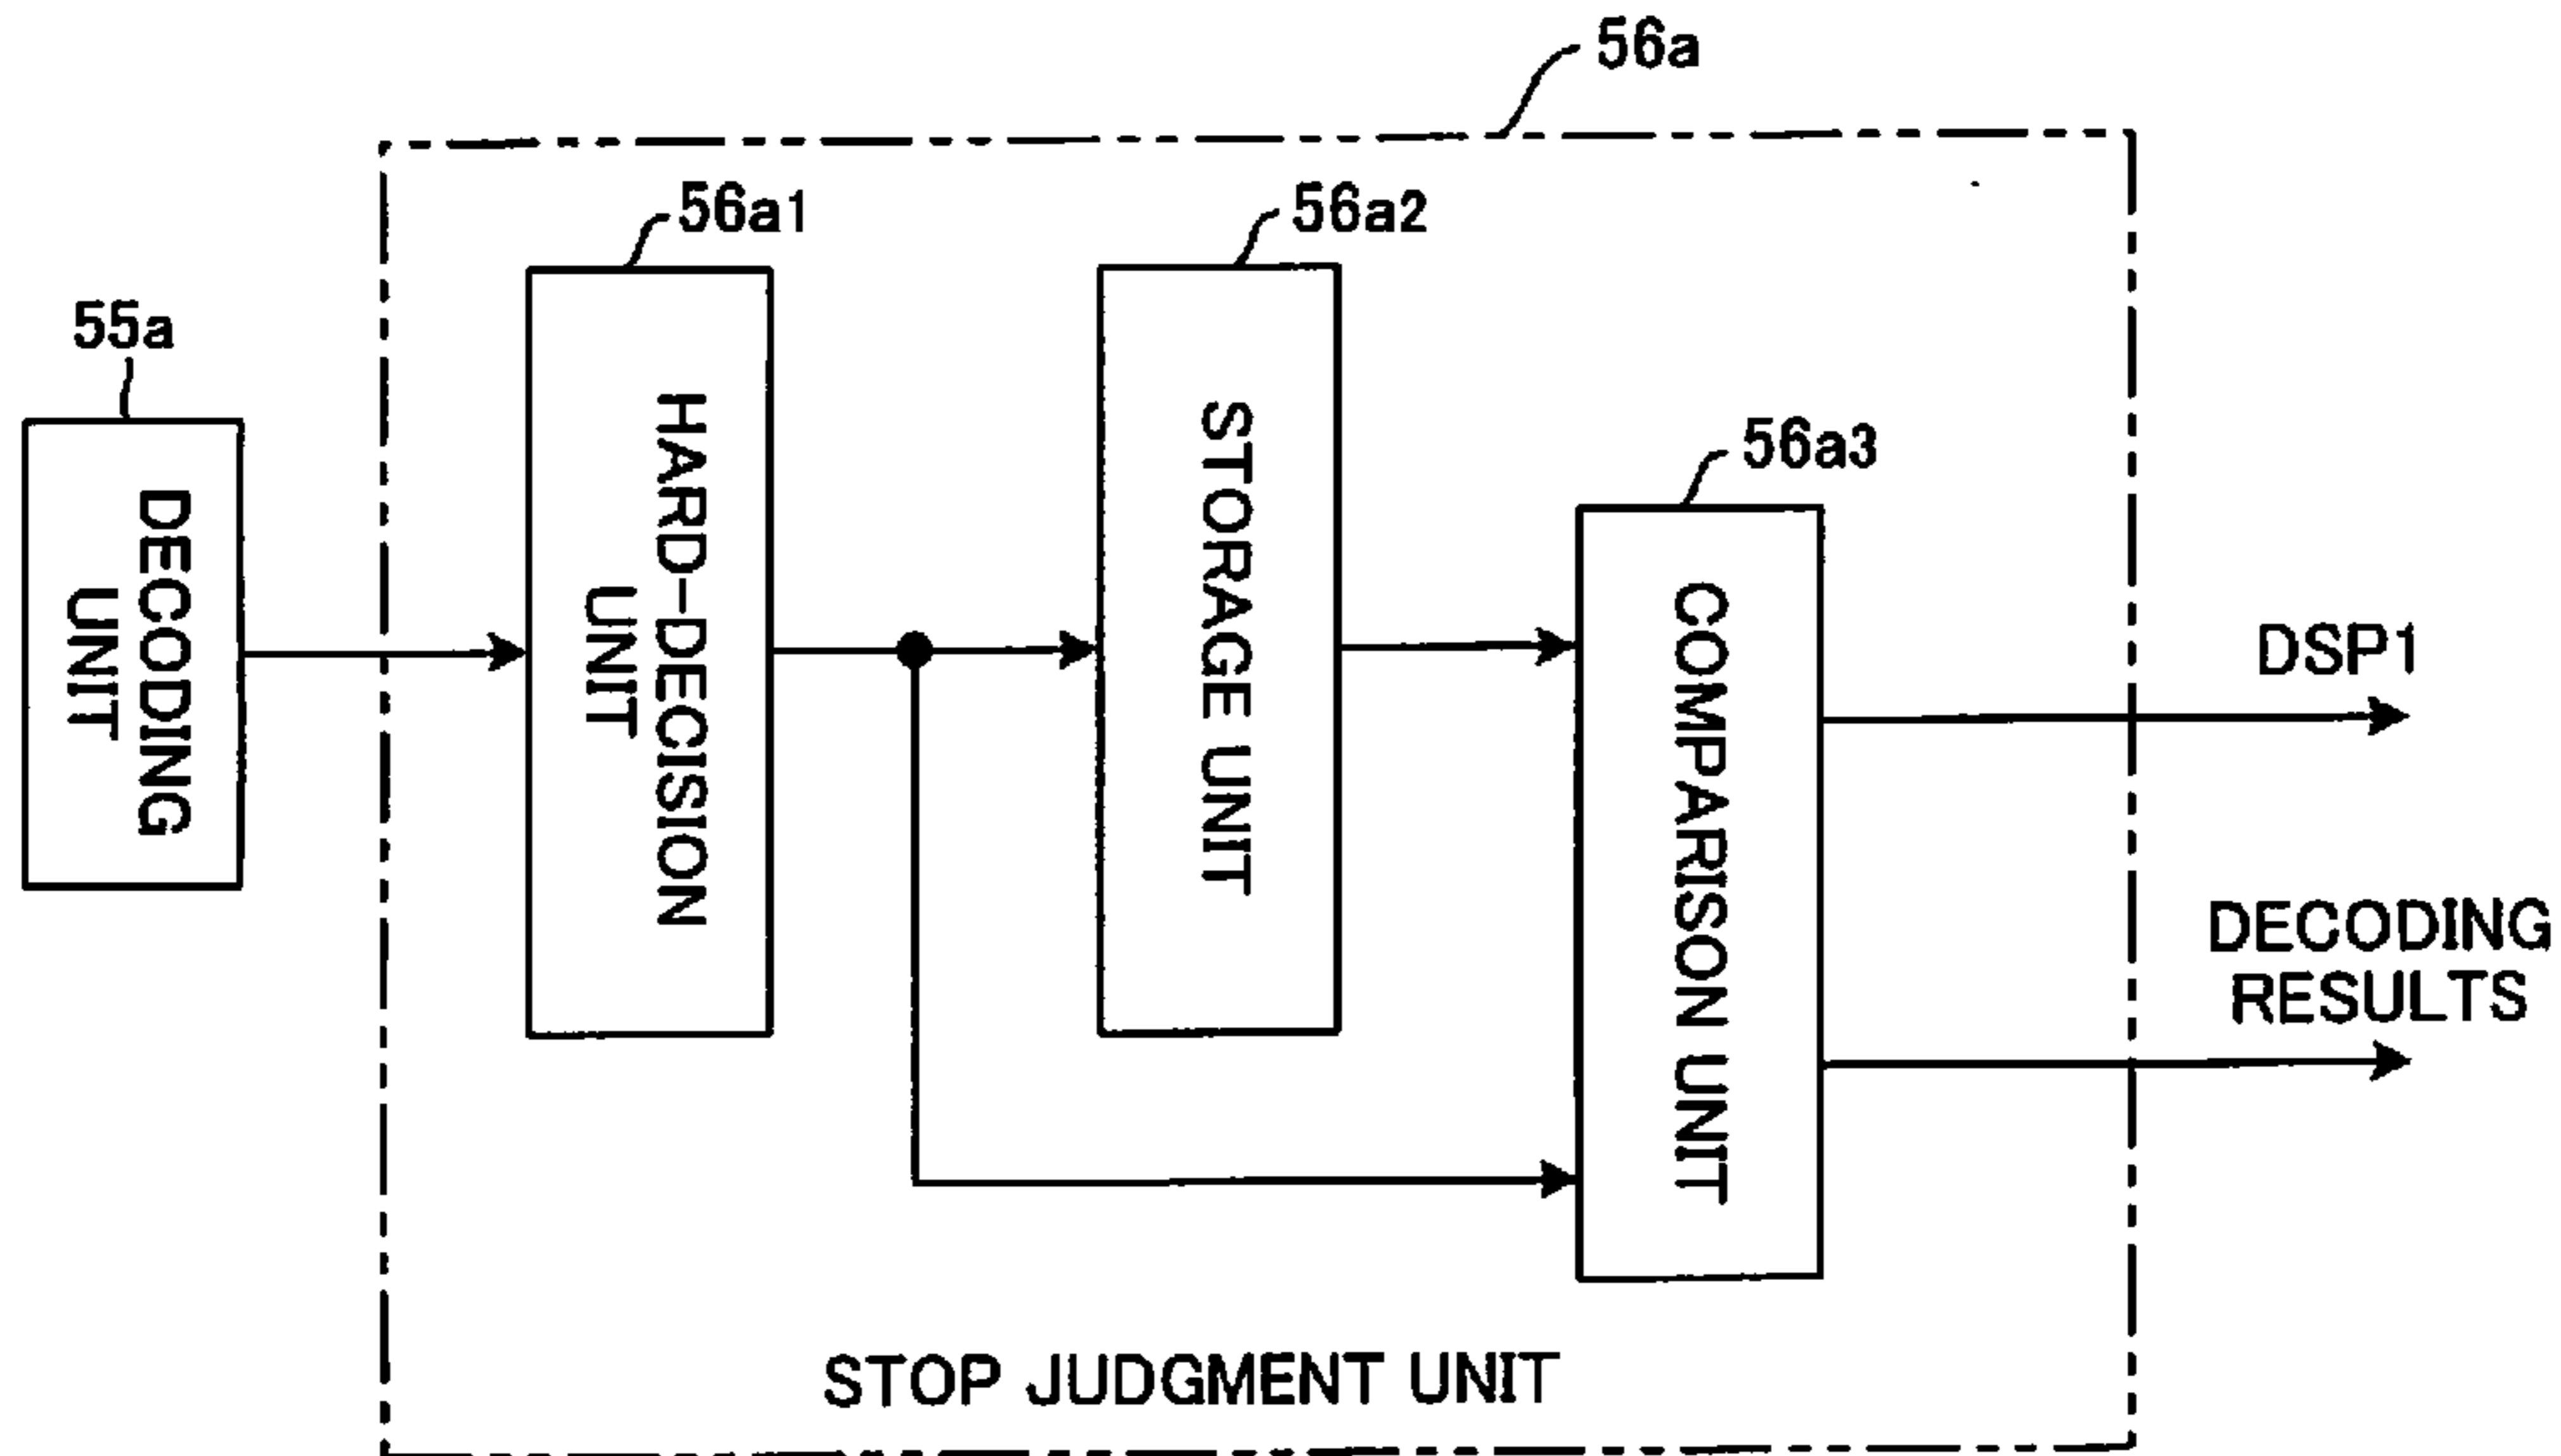 56a
56a1
56a2
55a
56a3
DECODING
UNIT
HARD-DECISION
UNIT
STORAGE UNIT
COMPARISON UNIT
DSP1
DECODING
RESULTS
STOP JUDGMENT UNIT